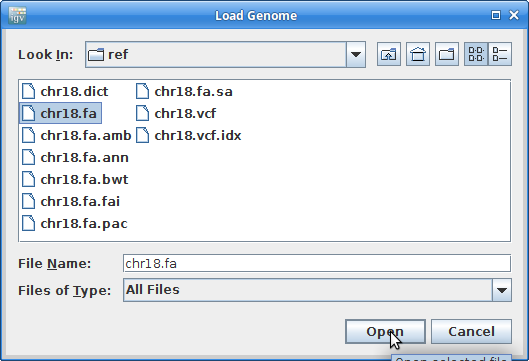 Load Genome
igv
Look In: ref
chr18.dict chr18.fa.sa
chr18.fa chr18.vcf
chr18.fa.amb chr18.vcf.idx
chr18.fa.ann
chr18.fa.bwt
chr18.fa.fai
chr18.fa.pac
File Name: chr18.fa
Files of Type: All Files
Open Cancel
Open selected file